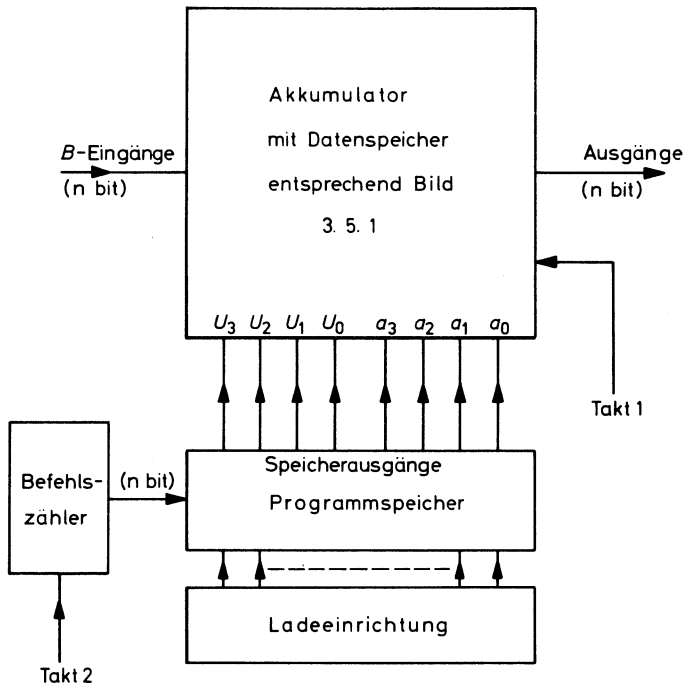 Akkumulator
mit Datenspeicher
entsprechend Bild
3. 5. 1
B-Eingänge
(n bit)
Ausgänge
(n bit)
U3 U2 U1 U0 a3 a2 a1 a0
Takt 1
Befehls-
zähler
(n bit)
Speicherausgänge
Programmspeicher
Ladeeinrichtung
Takt 2